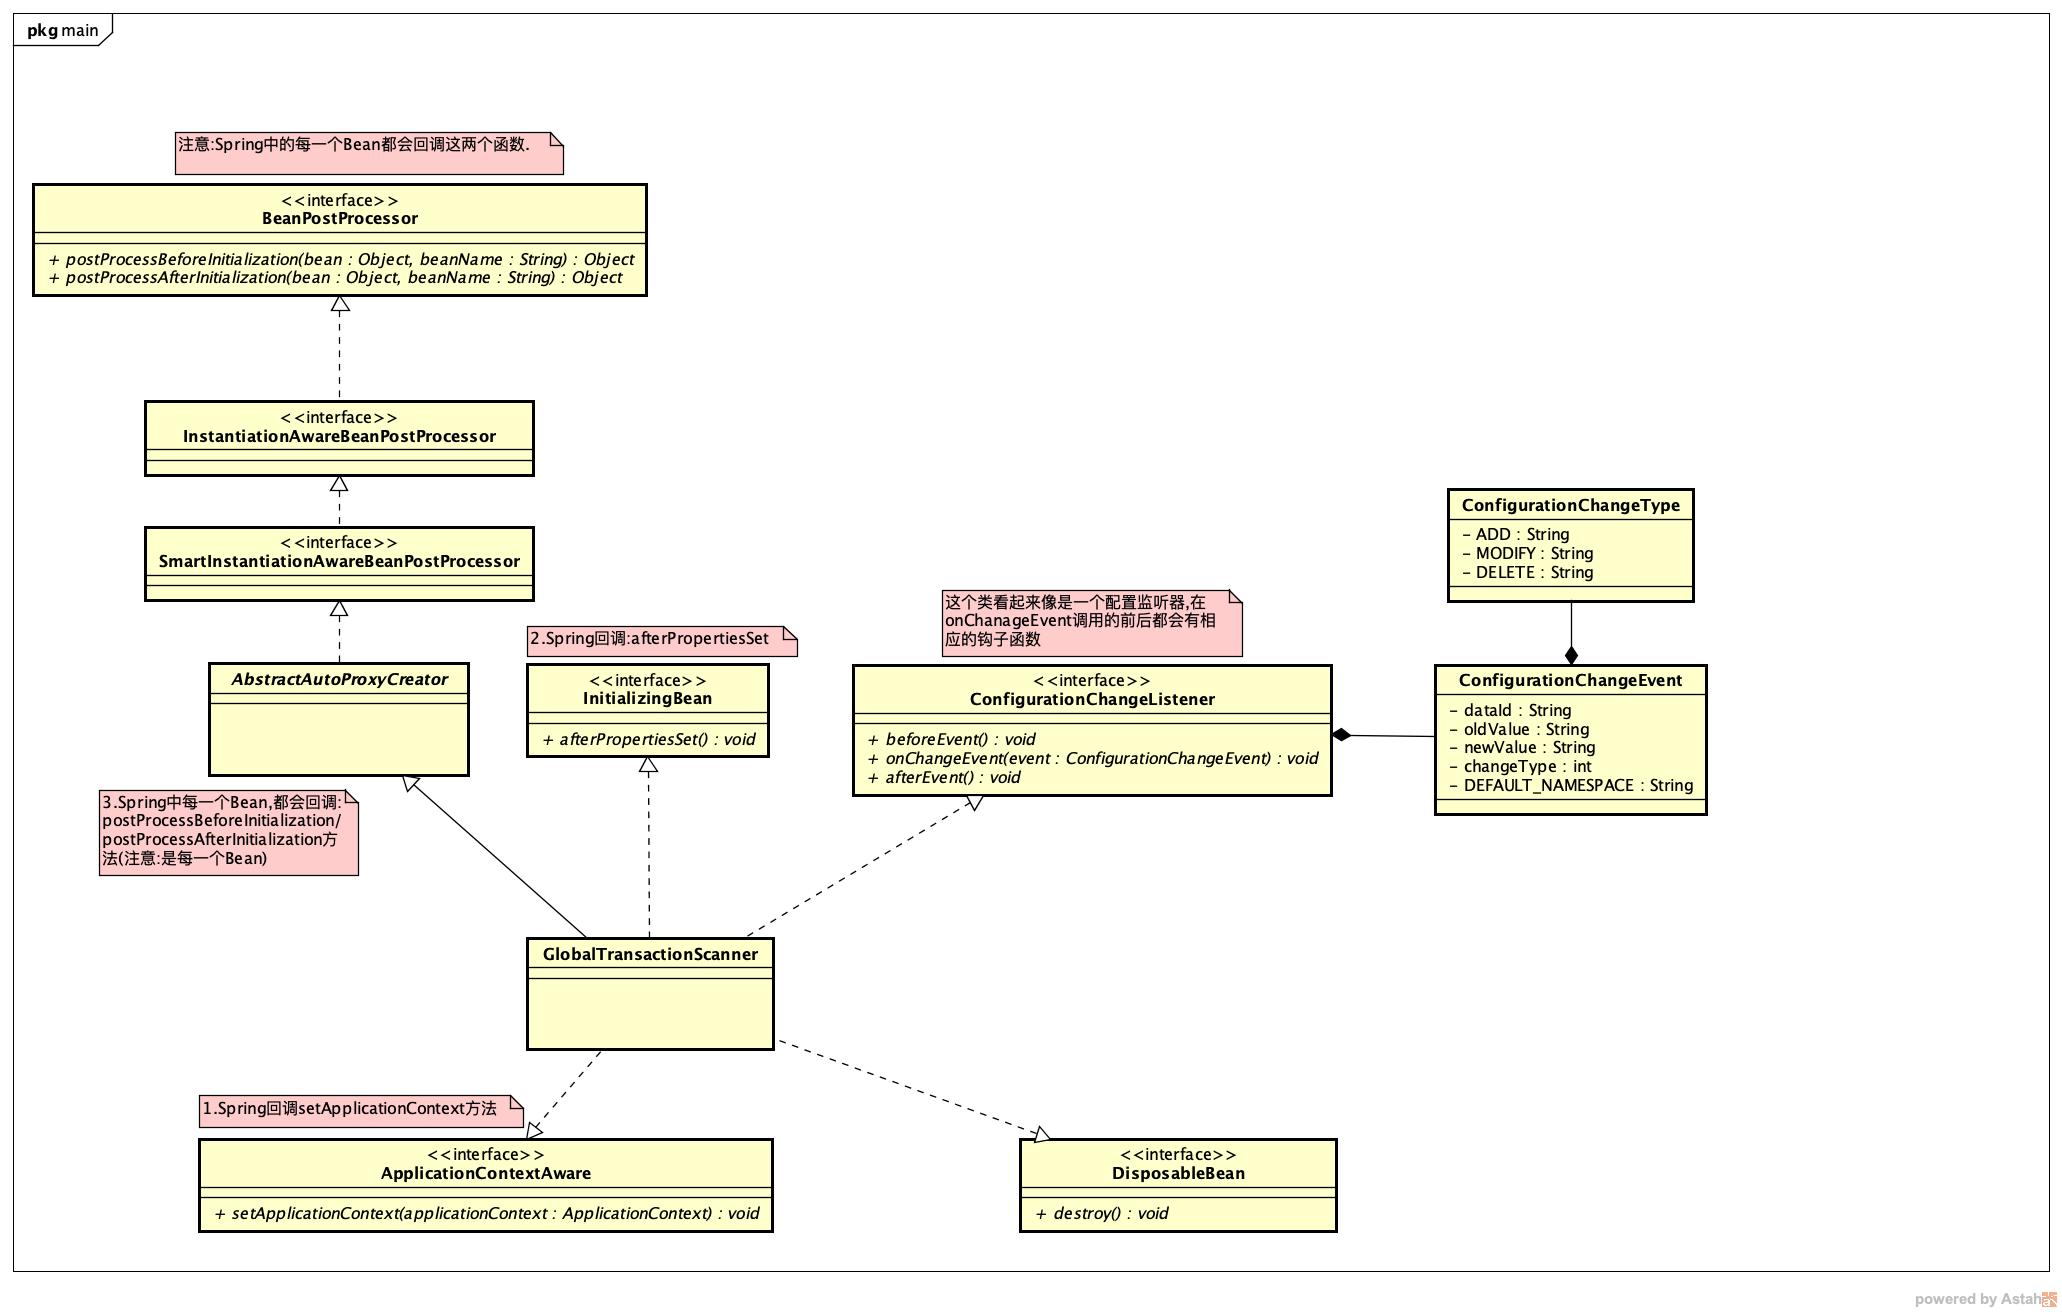 pkg main
注意:Spring中的每一个Bean都会回调这两个函数.
<<interface>>
BeanPostProcessor
+ postProcessBeforeInitialization(bean : Object, beanName : String) : Object
+ postProcessAfterInitialization(bean : Object, beanName : String) : Object
<<interface>>
InstantiationAwareBeanPostProcessor
<<interface>>
SmartInstantiationAwareBeanPostProcessor
ConfigurationChangeType
- ADD : String
- MODIFY : String
- DELETE : String
这个类看起来像是一个配置监听器,在
onChanageEvent调用的前后都会有相
应的钩子函数
2.Spring回调:afterPropertiesSet
AbstractAutoProxyCreator
<<interface>>
InitializingBean
+ afterPropertiesSet() : void
<<interface>>
ConfigurationChangeListener
+ beforeEvent() : void
+ onChangeEvent(event : ConfigurationChangeEvent) : void
+ afterEvent() : void
ConfigurationChangeEvent
- dataId : String
- oldValue : String
- newValue : String
- changeType : int
- DEFAULT_NAMESPACE : String
3.Spring中每一个Bean,都会回调:
postProcessBeforeInitialization/
postProcessAfterInitialization方
法(注意:是每一个Bean)
GlobalTransactionScanner
1.Spring回调setApplicationContext方法
<<interface>>
ApplicationContextAware
+ setApplicationContext(applicationContext : ApplicationContext) : void
<<interface>>
DisposableBean
+ destroy() : void
powered by Astah